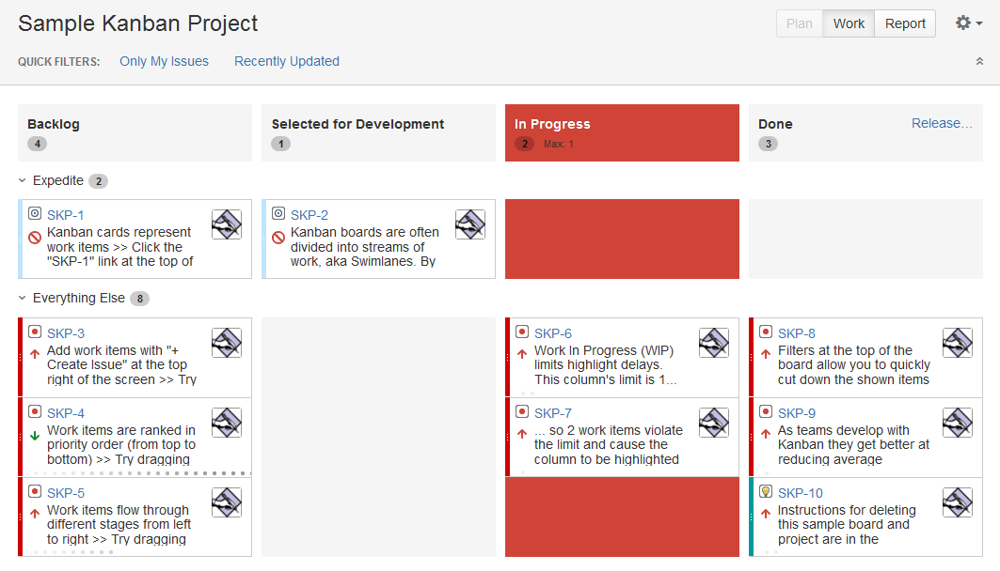 Sample Kanban Project
Plan
Work
Report
QUICK FILTERS:
Only My Issues
Recently Updated
Backlog
4
Selected for Development
1
In Progress
2
Max: 1
Done
Release...
3
Expedite 2
SKP-1
Kanban cards represent
work items >> Click the
"SKP-1" link at the top of
SKP-2
Kanban boards are often
divided into streams of
work, aka Swimlanes. By
Everything Else 8
SKP-3
Add work items with "+
Create Issue" at the top
right of the screen >> Try
SKP-4
Work items are ranked in
priority order (from top to
bottom) >> Try dragging
SKP-5
Work items flow through
different stages from left
to right >> Try dragging
SKP-6
Work In Progress (WIP)
limits highlight delays.
This column's limit is 1...
SKP-7
... so 2 work items violate
the limit and cause the
column to be highlighted
SKP-8
Filters at the top of the
board allow you to quickly
cut down the shown items
SKP-9
As teams develop with
Kanban they get better at
reducing average
SKP-10
Instructions for deleting
this sample board and
project are in the